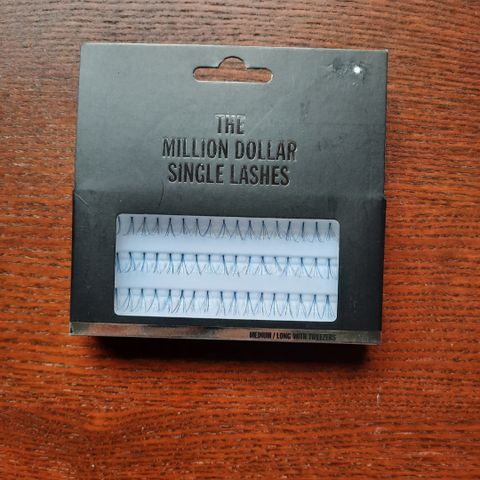 THE
MILLION DOLLAR
SINGLE LASHES
MEDIUM / LONG WITH TWEEZERS